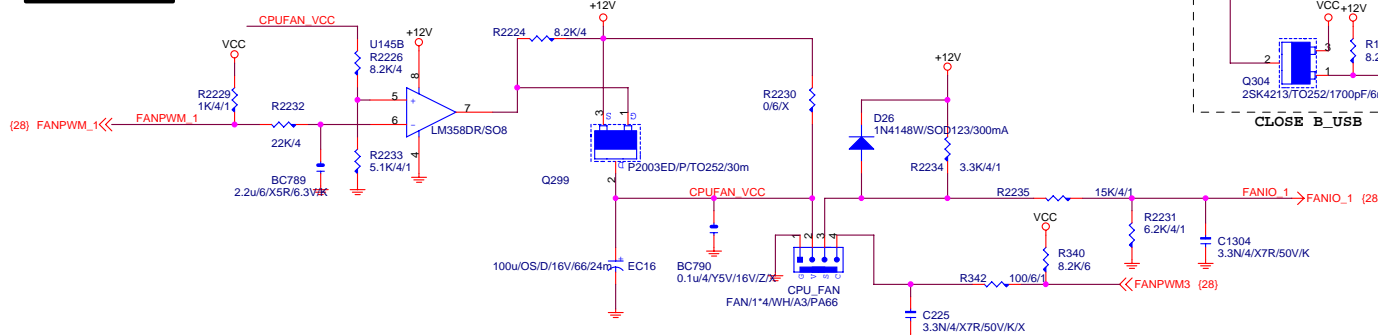 CPUFAN_VCC
+12V
VCC
+12V
U145B
R2226
8.2K/4
+12V
R2224
8.2K/4
VCC
R2229
1K/4/1
R2232
22K/4
{28}
FANPWM_1
FANPWM_1
8
5
+
6
-
7
4
LM358DR/SO8
R2233
5.1K/4/1
BC789
2.2u/6/X5R/6.3V/K
3
S
1
G
D
2
P2003ED/P/TO252/30m
Q299
R2230
0/6/X
+12V
D26
1N4148W/SOD123/300mA
R2234
3.3K/4/1
2
3
1
Q304
2SK4213/TO252/1700pF/6
CLOSE B_USB
CPUFAN_VCC
R2235
15K/4/1
FANIO_1
FANIO_1
{28
R2231
6.2K/4/1
C1304
3.3N/4/X7R/50V/K
100u/OS/D/16V/66/24m
+
EC16
BC790
0.1u/4/Y5V/16V/Z/X
1
2
3
4
G
V
S
C
CPU_FAN
FAN/1*4/WH/A3/PA66
VCC
R340
8.2K/6
R342
100/6/1
FANPWM3
{28}
C225
3.3N/4/X7R/50V/K/X